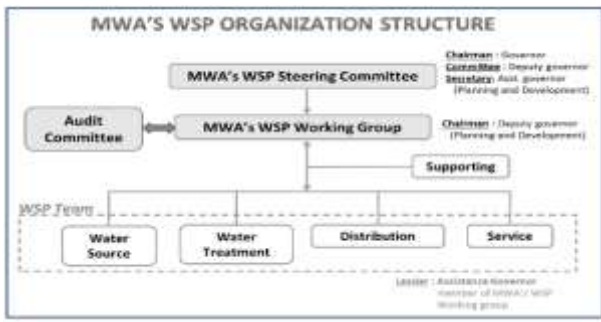 MWA'S WSP ORGANIZATION STRUCTURE
Chairman : Governor
Committee : Deputy governor
Secretary: Asst. governor
(Planning and Development)
MWA's WSP Steering Committee
Audit
Committee
MWA's WSP Working Group
Chairman : Deputy governor
(Planning and Development)
Supporting
WSP Team
Water
Source
Water
Treatment
Distribution
Service
Leader : Assistance Governor
member of MWA's WSP
Working group